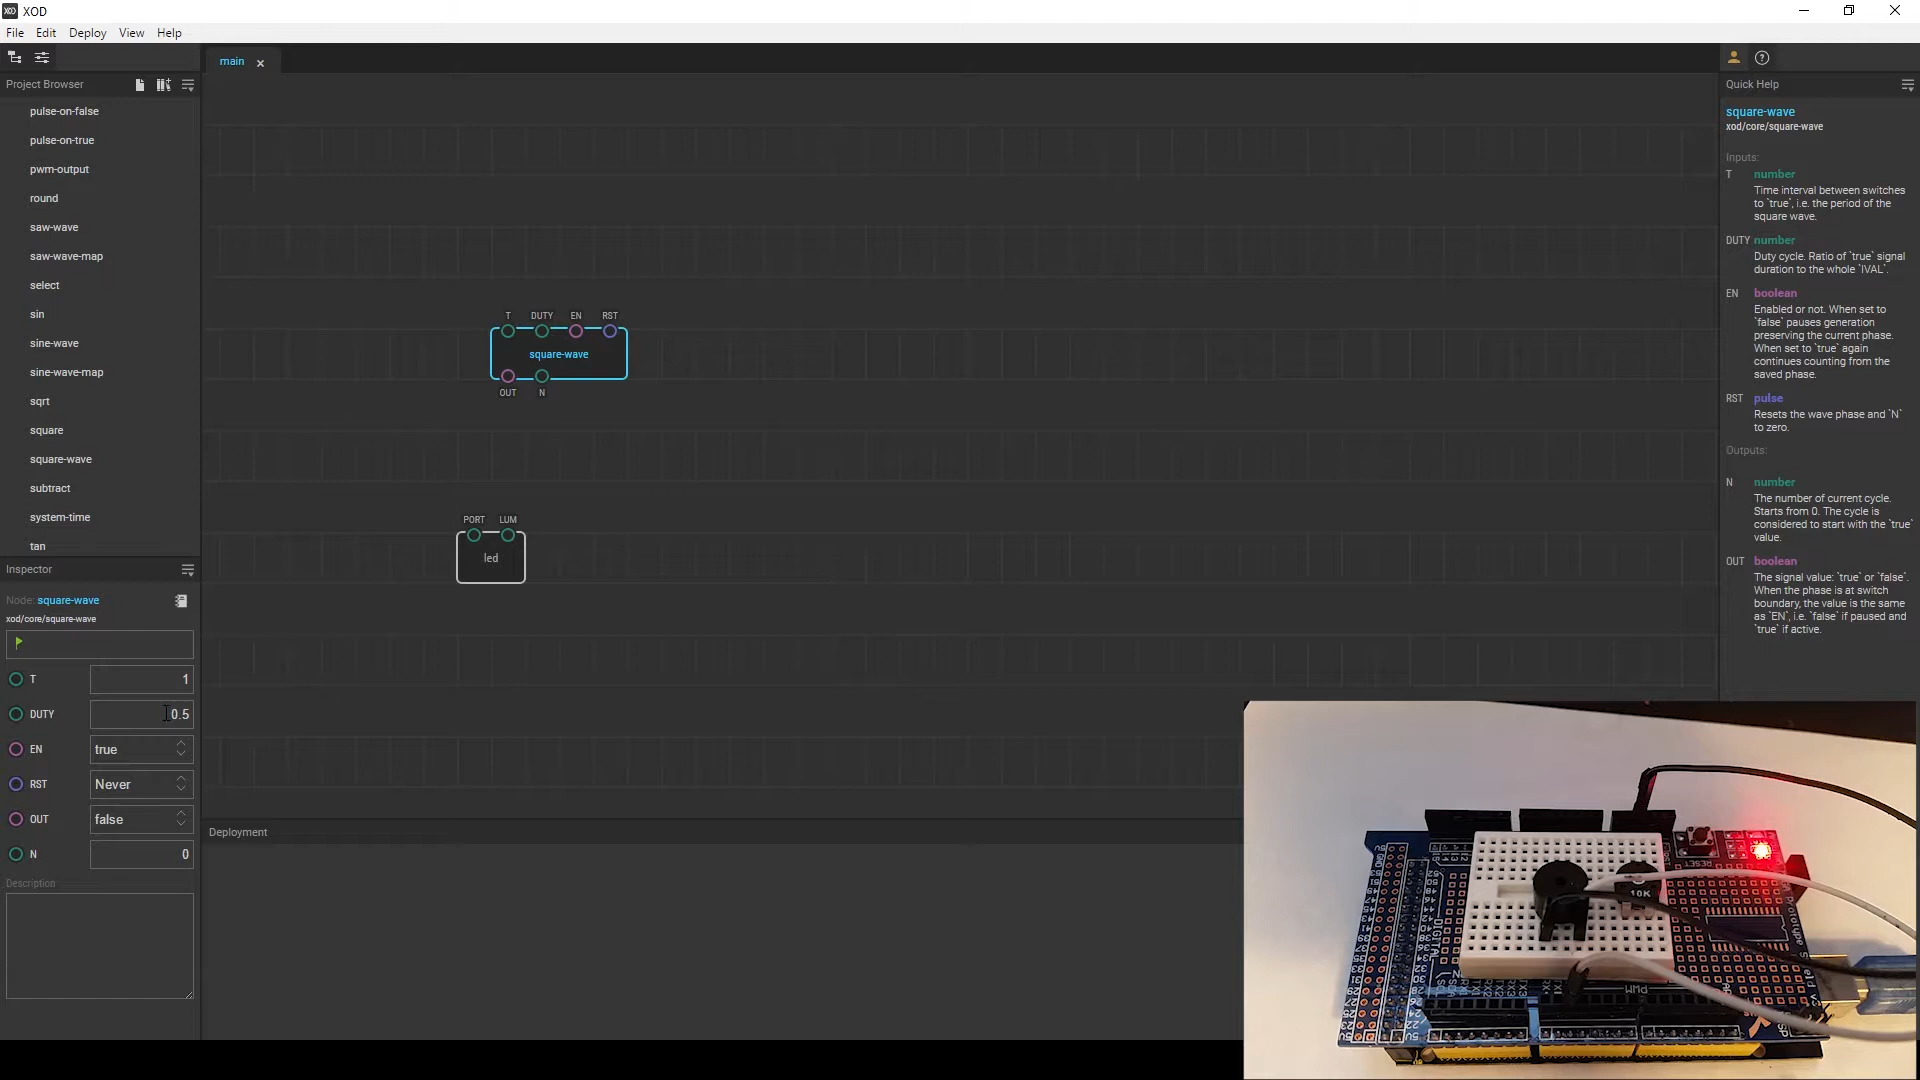 XOD
File Edit Deploy View Help
main
Project Browser
pulse-on-false
pulse-on-true
pwm-output
round
saw-wave
saw-wave-map
select
sin
sine-wave
sine-wave-map
sqrt
square
square-wave
subtract
system-time
tan
Inspector
Node: square-wave
xod/core/square-wave
T 1
DUTY 0.5
EN true
RST Never
OUT false
N 0
Description
T DUTY EN RST
square-wave
OUT N
PORT LUM
led
Deployment
Quick Help
square-wave
xod/core/square-wave
Inputs:
T number
Time interval between switches
to `true`, i.e. the period of the
square wave.
DUTY number
Duty cycle. Ratio of `true` signal
duration to the whole `IVAL`.
EN boolean
Enabled or not. When set to
`false` pauses generation
preserving the current phase.
When set to `true` again
continues counting from the
saved phase.
RST pulse
Resets the wave phase and `N`
to zero.
Outputs:
N number
The number of current cycle.
Starts from 0. The cycle is
considered to start with the `true`
value.
OUT boolean
The signal value: `true` or `false`.
When the phase is at switch
boundary, the value is the same
as `EN`, i.e. `false` if paused and
`true` if active.
RESET
10K
DIGITAL
PWM
Prototype